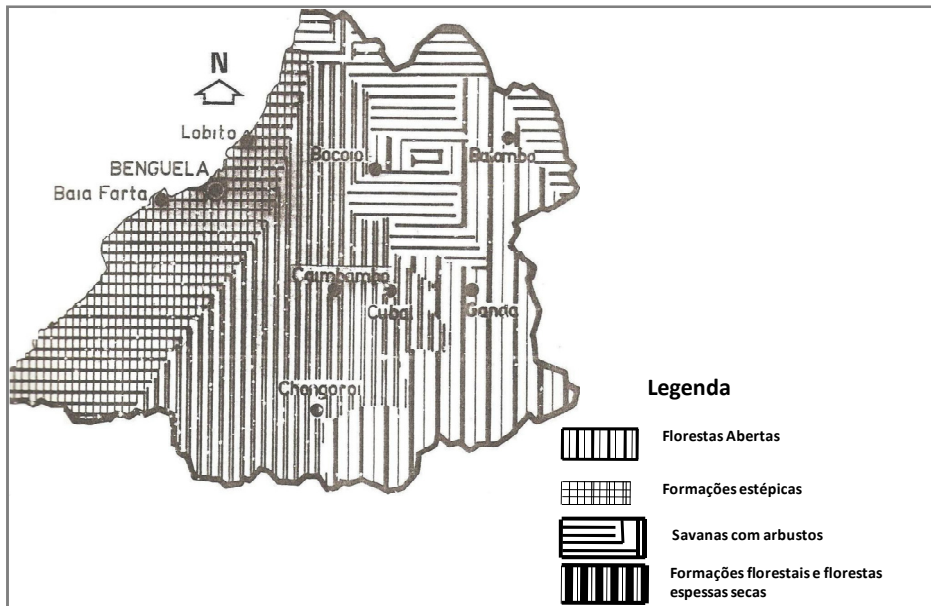 N
Lobito
BENGUELA
Baia Farta
Bocoio
Balombo
Caimbambo
Cubal
Ganda
Chongoroi
Legenda
Florestas Abertas
Formações estépicas
Savanas com arbustos
Formações florestais e florestas
espessas secas